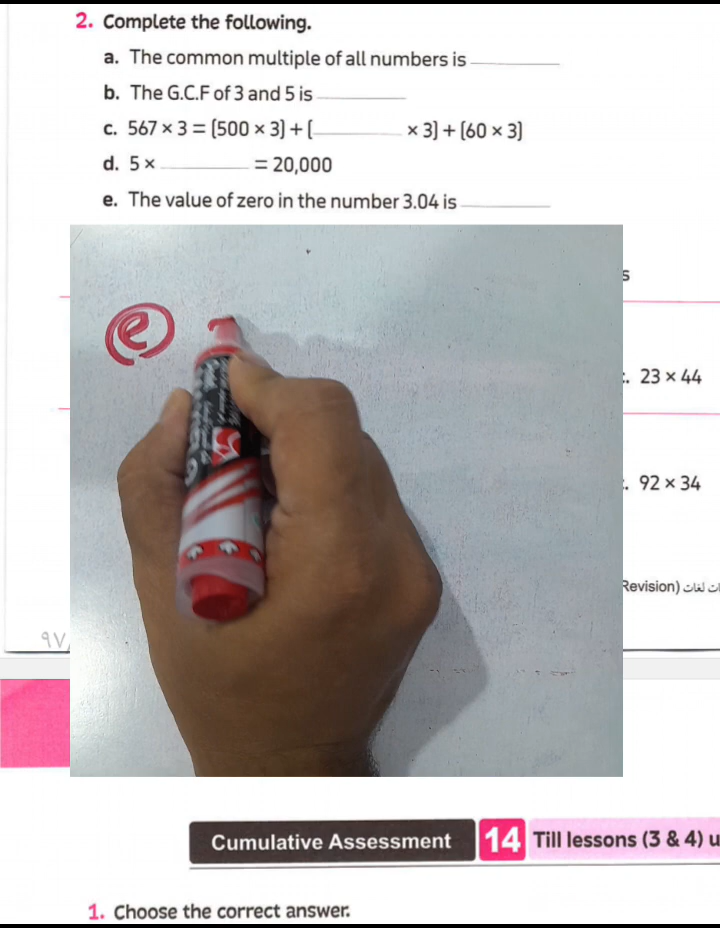 2. Complete the following.
a. The common multiple of all numbers is
b. The G.C.F of 3 and 5 is
c. 567 × 3 = (500 × 3) + ( × 3) + (60 × 3)
d. 5 × = 20,000
e. The value of zero in the number 3.04 is
e
s
. 23 × 44
. 92 × 34
Revision) لغات
٩٧
Cumulative Assessment 14 Till lessons (3 & 4) u
1. Choose the correct answer.